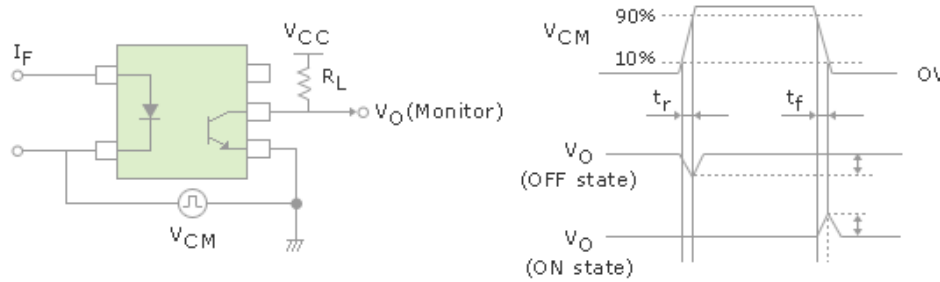 I_F
V_CC
R_L
V_O(Monitor)
V_CM
90%
V_CM
10%
0V
t_r
t_f
V_O
(OFF state)
V_O
(ON state)